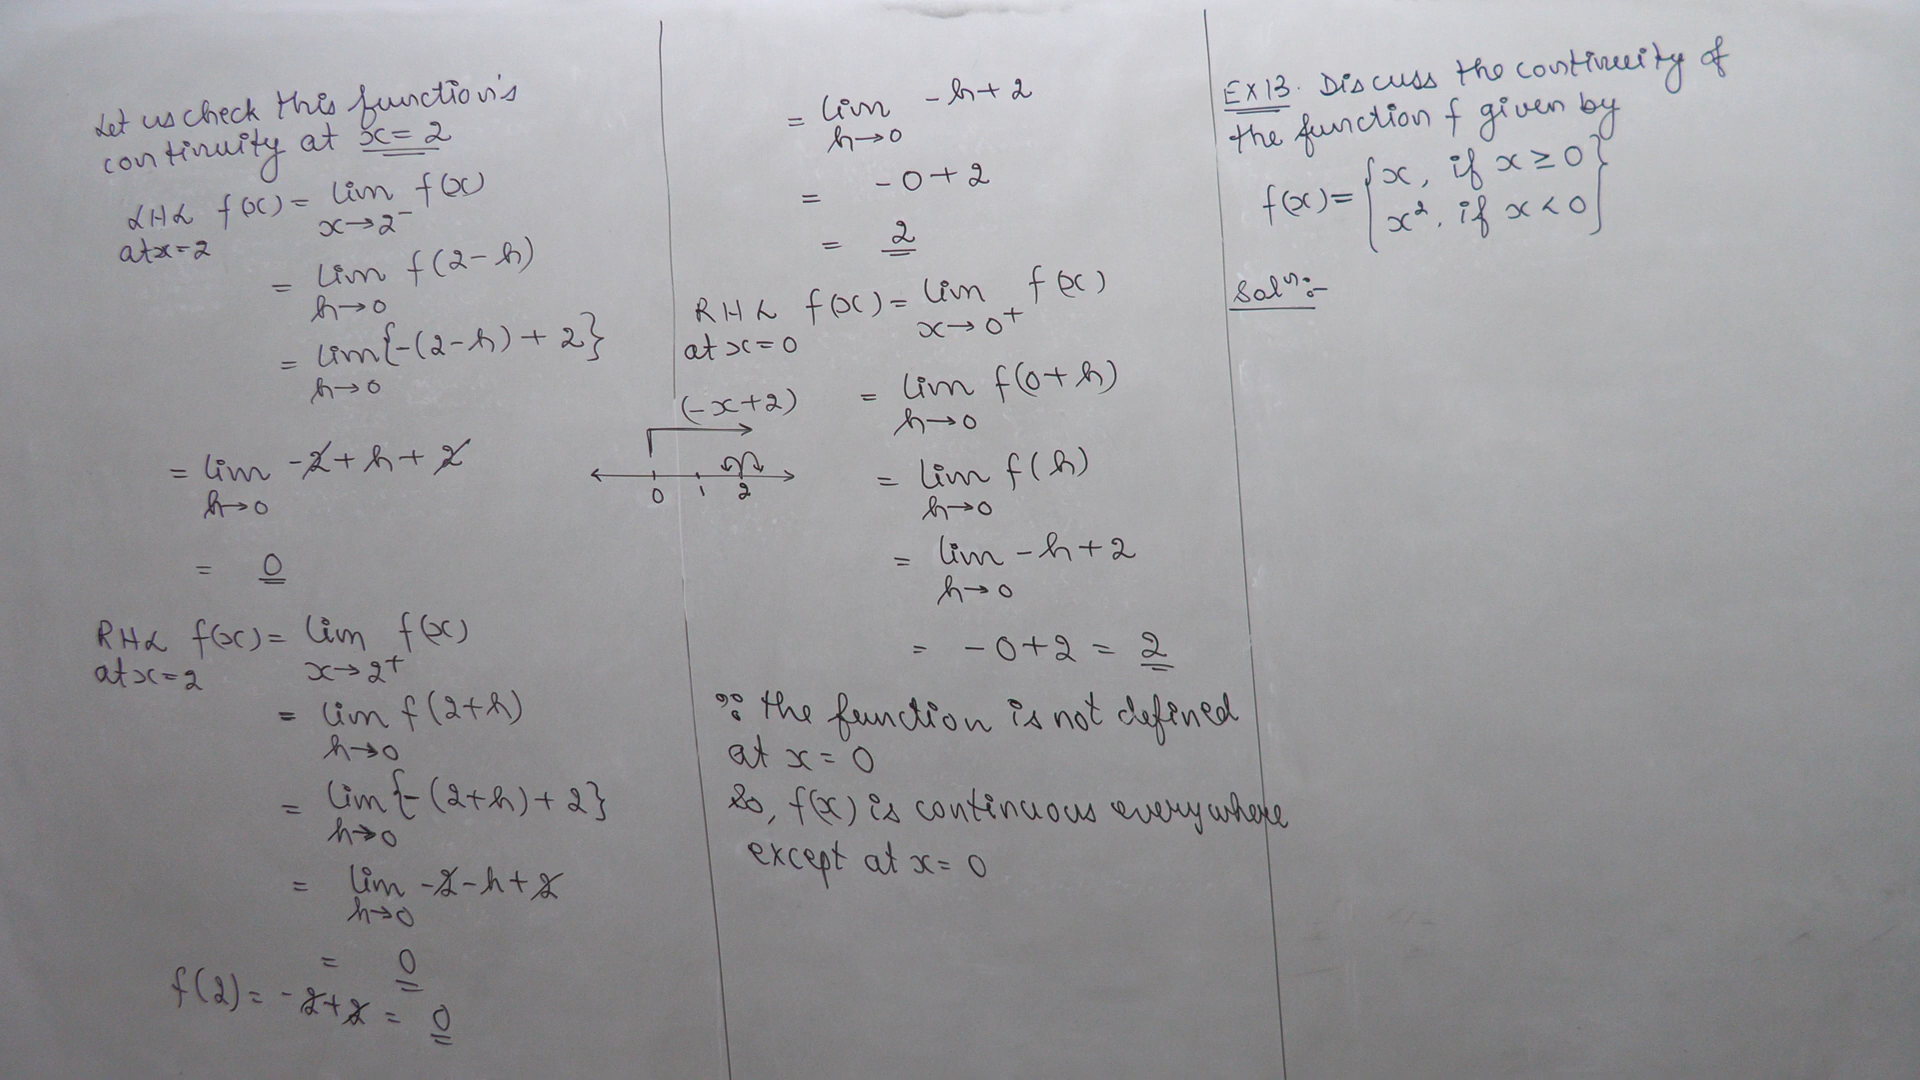 Let us check this function's
continuity at x = 2
LHL f(x) = lim f(x)
at x = 2 x→2⁻
= lim f(2-h)
h→0
= lim{-(2-h) + 2}
h→0
= lim -2 + h + 2
h→0
= 0
RHL f(x) = lim f(x)
at x = 2 x→2⁺
= lim f(2+h)
h→0
= lim{-(2+h) + 2}
h→0
= lim -2 - h + 2
h→0
= 0
f(2) = -2 + 2 = 0
(-x+2)
0 1 2
= lim -h + 2
h→0
= -0 + 2
= 2
RHL f(x) = lim f(x)
at x = 0 x→0⁺
= lim f(0+h)
h→0
= lim f(h)
h→0
= lim -h + 2
h→0
= -0 + 2 = 2
∵ the function is not defined
at x = 0
So, f(x) is continuous everywhere
except at x = 0
EX 13. Discuss the continuity of
the function f given by
f(x) = {x, if x ≥ 0
x², if x < 0}
Solⁿ:-